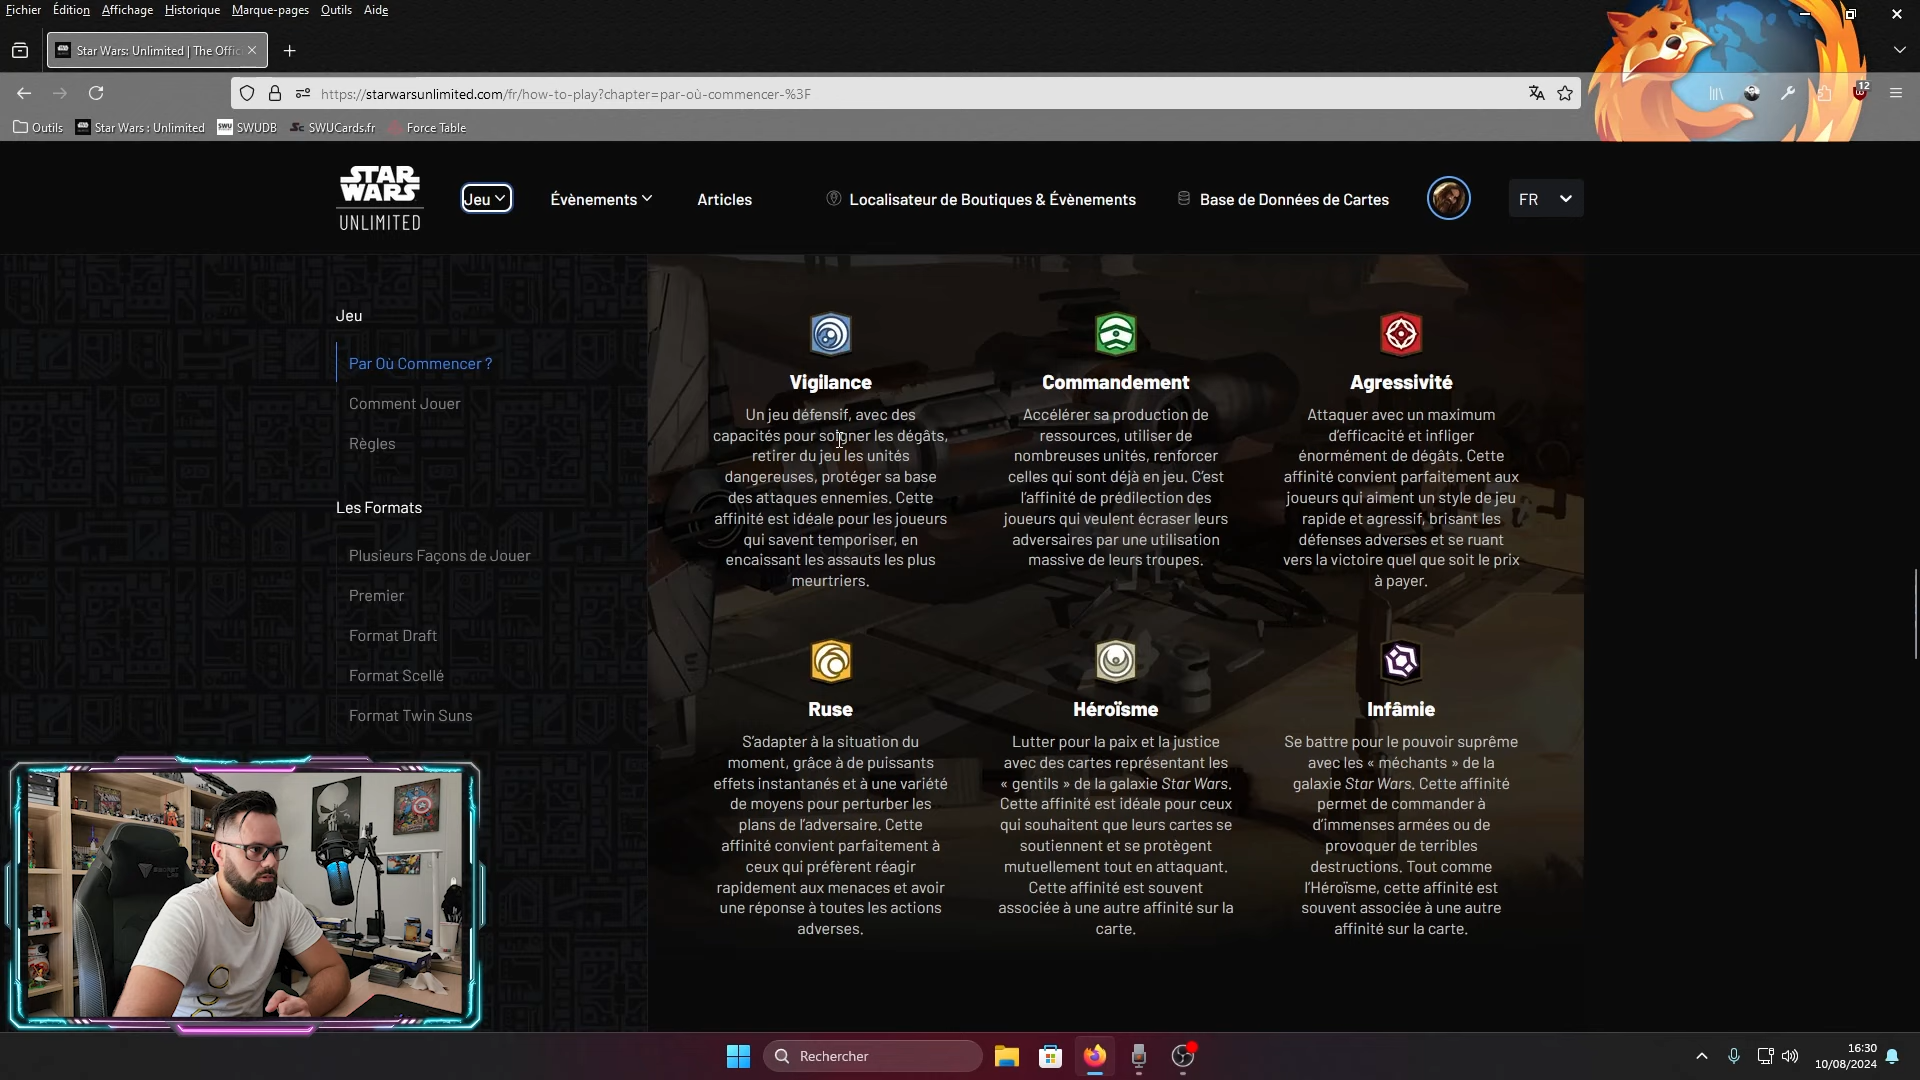 Fichier Édition Affichage Historique Marque-pages Outils Aide
Star Wars: Unlimited | The Offic
https://starwarsunlimited.com/fr/how-to-play?chapter=par-où-commencer-%3F
12
Outils Star Wars : Unlimited SWUDB SWUCards.fr Force Table
STAR WARS UNLIMITED
Jeu Évènements Articles Localisateur de Boutiques & Évènements Base de Données de Cartes FR
Jeu
Par Où Commencer ?
Comment Jouer
Règles
Les Formats
Plusieurs Façons de Jouer
Premier
Format Draft
Format Scellé
Format Twin Suns
Vigilance
Un jeu défensif, avec des
capacités pour soigner les dégâts,
retirer du jeu les unités
dangereuses, protéger sa base
des attaques ennemies. Cette
affinité est idéale pour les joueurs
qui savent temporiser, en
encaissant les assauts les plus
meurtriers.
Commandement
Accélérer sa production de
ressources, utiliser de
nombreuses unités, renforcer
celles qui sont déjà en jeu. C'est
l'affinité de prédilection des
joueurs qui veulent écraser leurs
adversaires par une utilisation
massive de leurs troupes.
Agressivité
Attaquer avec un maximum
d'efficacité et infliger
énormément de dégâts. Cette
affinité convient parfaitement aux
joueurs qui aiment un style de jeu
rapide et agressif, brisant les
défenses adverses et se ruant
vers la victoire quel que soit le prix
à payer.
Ruse
S'adapter à la situation du
moment, grâce à de puissants
effets instantanés et à une variété
de moyens pour perturber les
plans de l'adversaire. Cette
affinité convient parfaitement à
ceux qui préfèrent réagir
rapidement aux menaces et avoir
une réponse à toutes les actions
adverses.
Héroïsme
Lutter pour la paix et la justice
avec des cartes représentant les
« gentils » de la galaxie Star Wars.
Cette affinité est idéale pour ceux
qui souhaitent que leurs cartes se
soutiennent et se protègent
mutuellement tout en attaquant.
Cette affinité est souvent
associée à une autre affinité sur la
carte.
Infâmie
Se battre pour le pouvoir suprême
avec les « méchants » de la
galaxie Star Wars. Cette affinité
permet de commander à
d'immenses armées ou de
provoquer de terribles
destructions. Tout comme
l'Héroïsme, cette affinité est
souvent associée à une autre
affinité sur la carte.
Rechercher
16:30
10/08/2024